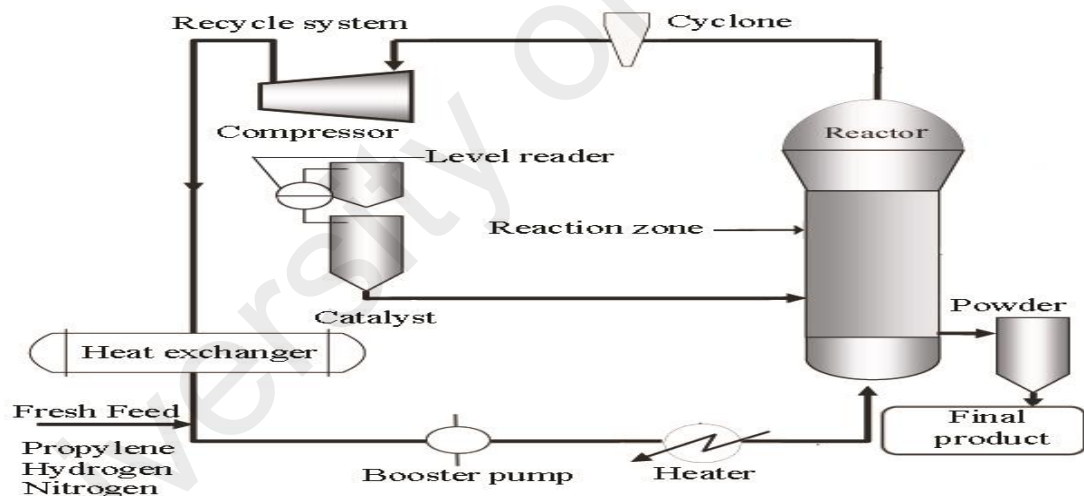 Recycle system
Cyclone
Compressor
Reactor
Level reader
Reaction zone
Catalyst
Powder
Heat exchanger
Fresh Feed
Propylene
Hydrogen
Nitrogen
Booster pump
Heater
Final
product
versity o